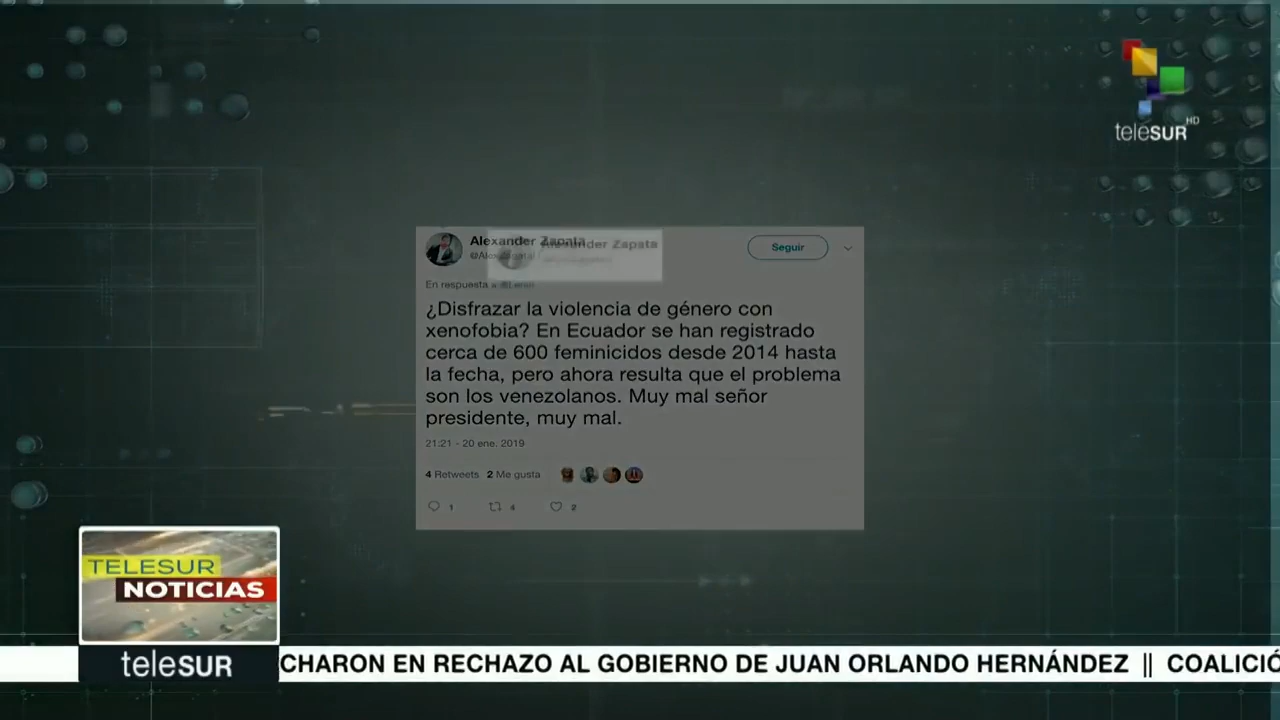 teleSUR HD
Alexander Zapata
Alexander Zapata
Seguir
En respuesta a @Lenin
¿Disfrazar la violencia de género con
xenofobia? En Ecuador se han registrado
cerca de 600 feminicidos desde 2014 hasta
la fecha, pero ahora resulta que el problema
son los venezolanos. Muy mal señor
presidente, muy mal.
21:21 - 20 ene. 2019
4 Retweets 2 Me gusta
1 4 2
TELESUR
NOTICIAS
teleSUR
CHARON EN RECHAZO AL GOBIERNO DE JUAN ORLANDO HERNÁNDEZ || COALICIÓ